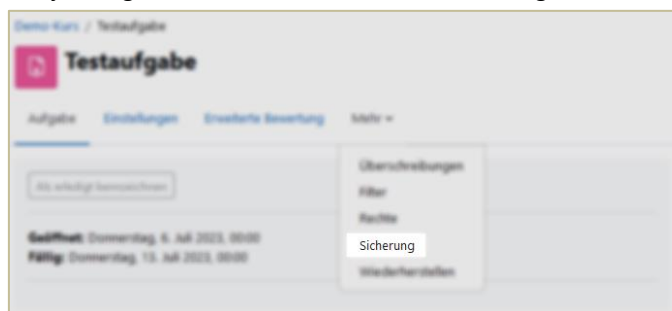 Demo-Kurs / Testaufgabe
Testaufgabe
Aufgabe Einstellungen Erweiterte Bewertung Mehr
Als erledigt kennzeichnen
Überschreibungen
Filter
Rechte
Geöffnet: Donnerstag, 6. Juli 2023, 00:00
Fällig: Donnerstag, 13. Juli 2023, 00:00
Sicherung
Wiederherstellen